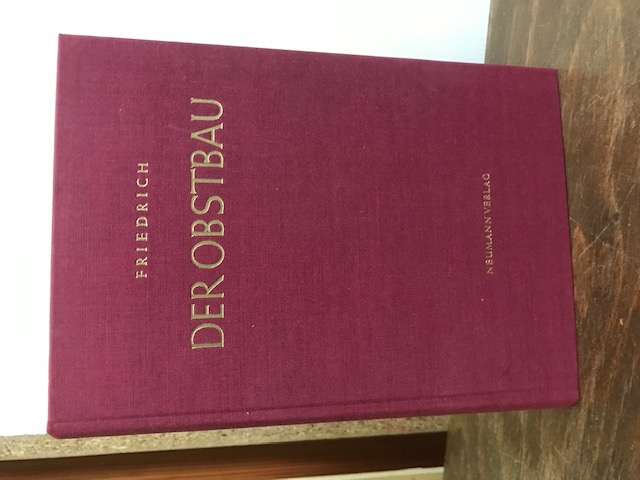 FRIEDRICH
DER OBSTBAU
NEUMANN VERLAG